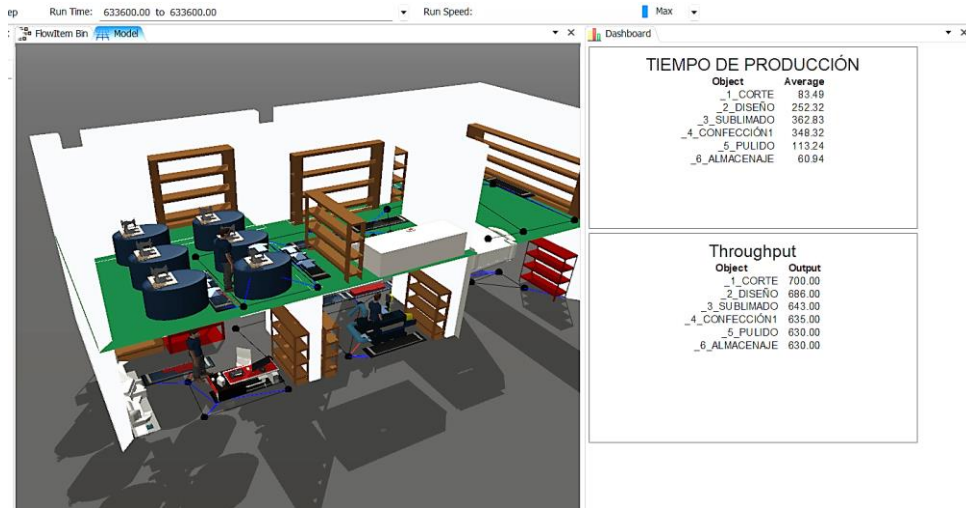 ep Run Time: 633600.00 to 633600.00 Run Speed: Max
FlowItem Bin Model
Dashboard
TIEMPO DE PRODUCCIÓN
Object Average
_1_CORTE 83.49
_2_DISEÑO 252.32
_3_SUBLIMADO 362.83
_4_CONFECCIÓN1 348.32
_5_PULIDO 113.24
_6_ALMACENAJE 60.94
Throughput
Object Output
_1_CORTE 700.00
_2_DISEÑO 686.00
_3_SUBLIMADO 643.00
_4_CONFECCIÓN1 635.00
_5_PULIDO 630.00
_6_ALMACENAJE 630.00